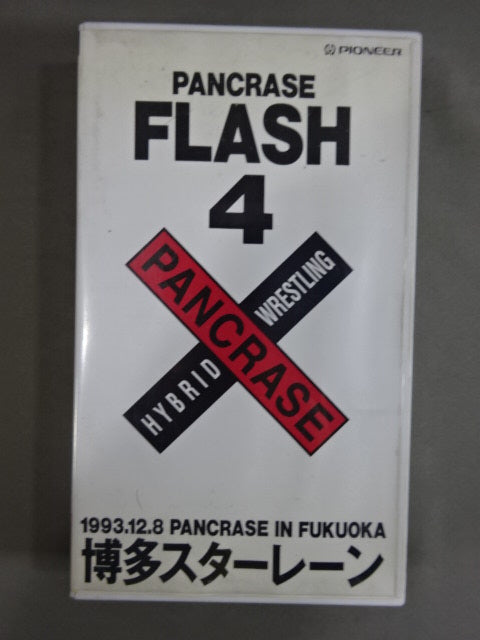 PIONEER
PANCRASE
FLASH
4
PANCRASE
HYBRID WRESTLING
1993.12.8 PANCRASE IN FUKUOKA
博多スターレーン